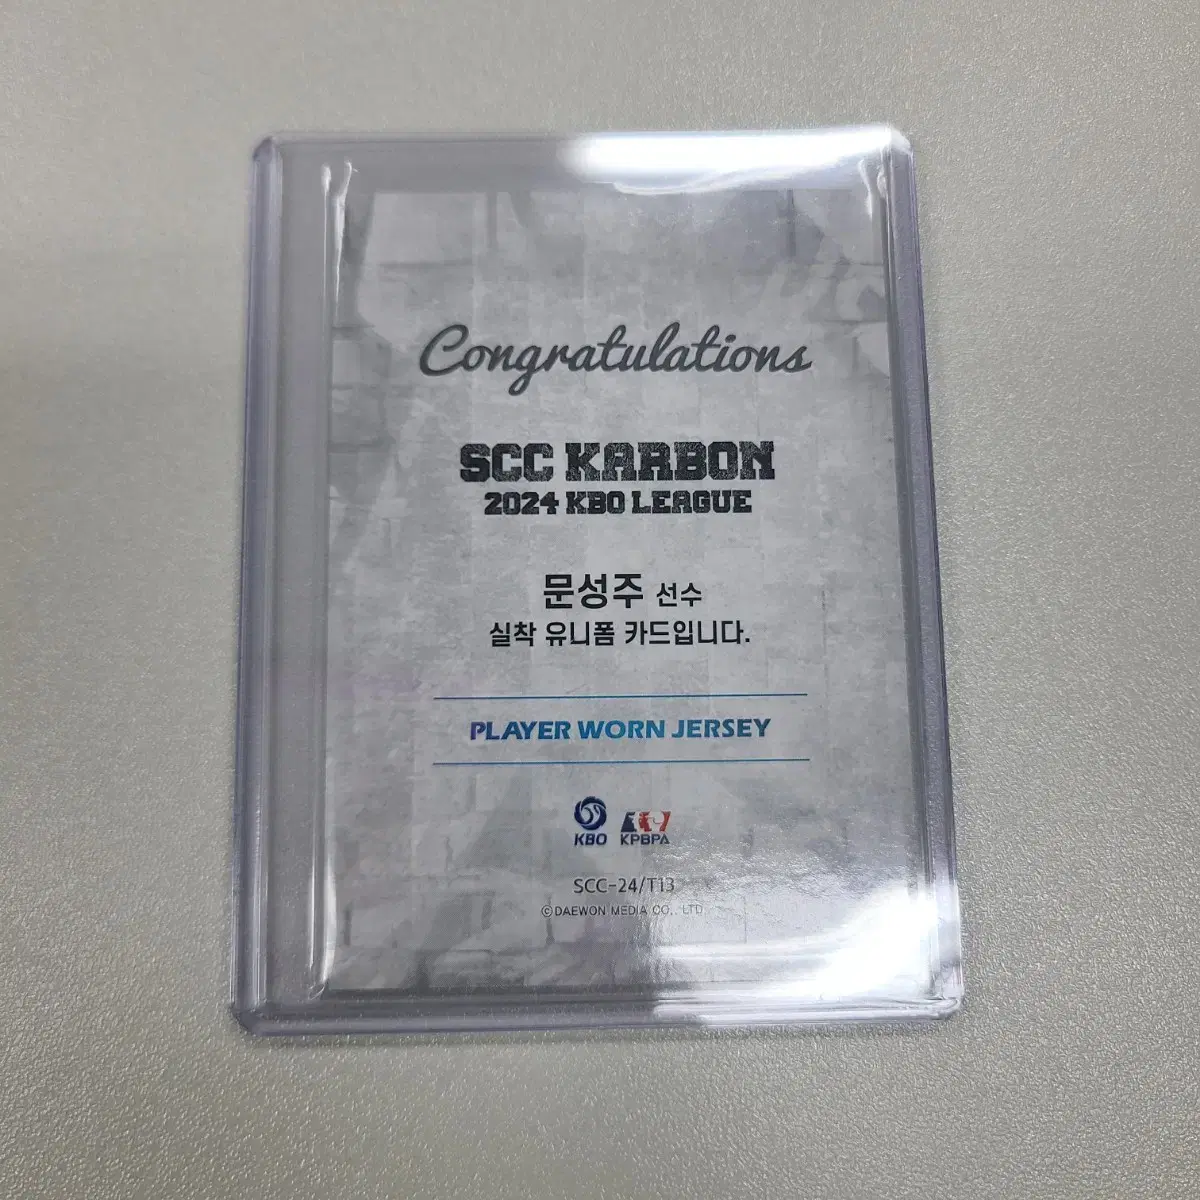 Congratulations
SCC KARBON
2024 KBO LEAGUE
문성주 선수
실착 유니폼 카드입니다.
PLAYER WORN JERSEY
KBO KPBPA
SCC-24/T13
©DAEWON MEDIA CO., LTD